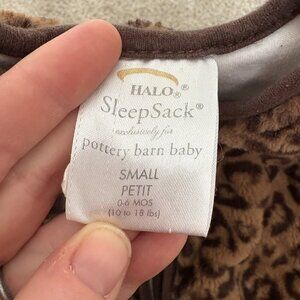 HALO®
SleepSack®
exclusively for
pottery barn baby
SMALL
PETIT
0-6 MOS
(10 to 18 lbs)